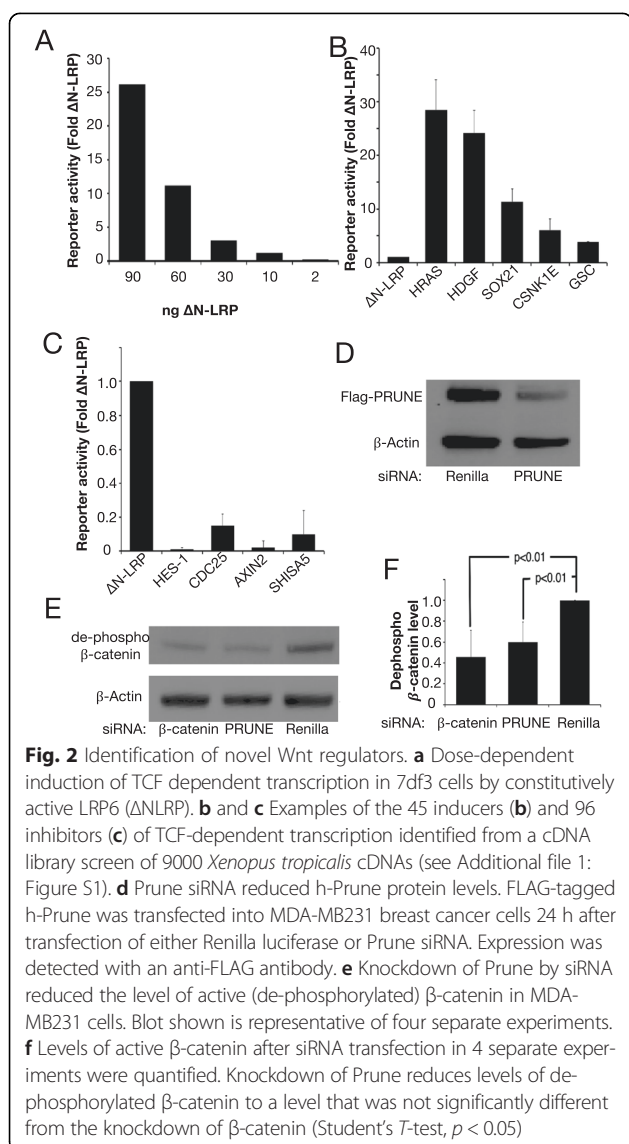 A
Reporter activity (Fold ΔN-LRP)
30
25
20
15
10
5
0
90 60 30 10 2
ng ΔN-LRP
B
Reporter activity (Fold ΔN-LRP)
40
30
20
10
0
ΔN-LRP HRAS HDGF SOX21 CSNK1E GSC
C
Reporter activity (Fold ΔN-LRP)
1.0
0.8
0.6
0.4
0.2
0
ΔN-LRP HES-1 CDC25 AXIN2 SHISA5
D
Flag-PRUNE
β-Actin
siRNA: Renilla PRUNE
E
de-phospho
β-catenin
β-Actin
siRNA: β-catenin PRUNE Renilla
F
p<0.01
p<0.01
Dephospho
β-catenin level
1.0
0.8
0.6
0.4
0.2
0
siRNA: β-catenin PRUNE Renilla
Fig. 2 Identification of novel Wnt regulators. a Dose-dependent
induction of TCF dependent transcription in 7df3 cells by constitutively
active LRP6 (ΔNLRP). b and c Examples of the 45 inducers (b) and 96
inhibitors (c) of TCF-dependent transcription identified from a cDNA
library screen of 9000 Xenopus tropicalis cDNAs (see Additional file 1:
Figure S1). d Prune siRNA reduced h-Prune protein levels. FLAG-tagged
h-Prune was transfected into MDA-MB231 breast cancer cells 24 h after
transfection of either Renilla luciferase or Prune siRNA. Expression was
detected with an anti-FLAG antibody. e Knockdown of Prune by siRNA
reduced the level of active (de-phosphorylated) β-catenin in MDA-
MB231 cells. Blot shown is representative of four separate experiments.
f Levels of active β-catenin after siRNA transfection in 4 separate exper-
iments were quantified. Knockdown of Prune reduces levels of de-
phosphorylated β-catenin to a level that was not significantly different
from the knockdown of β-catenin (Student's T-test, p < 0.05)